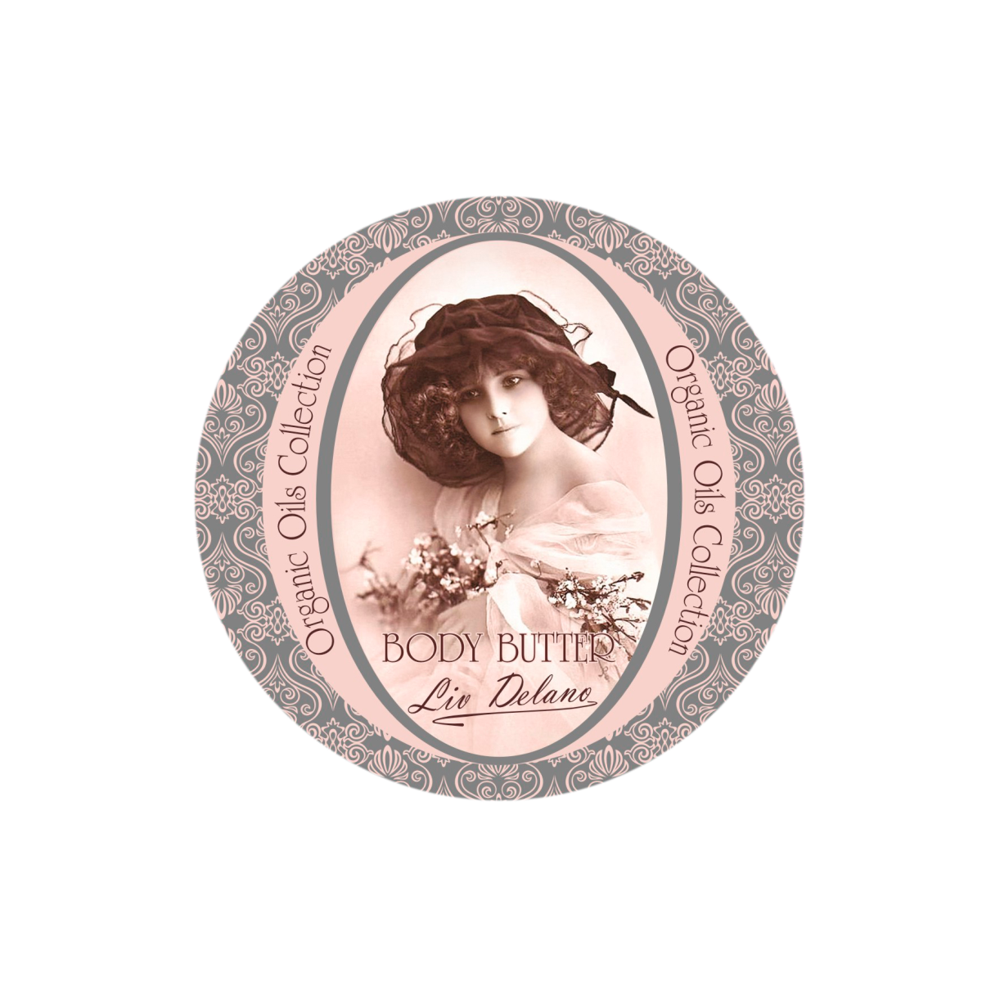 Organic Oils Collection
BODY BUTTER
Liv Delano
Organic Oils Collection